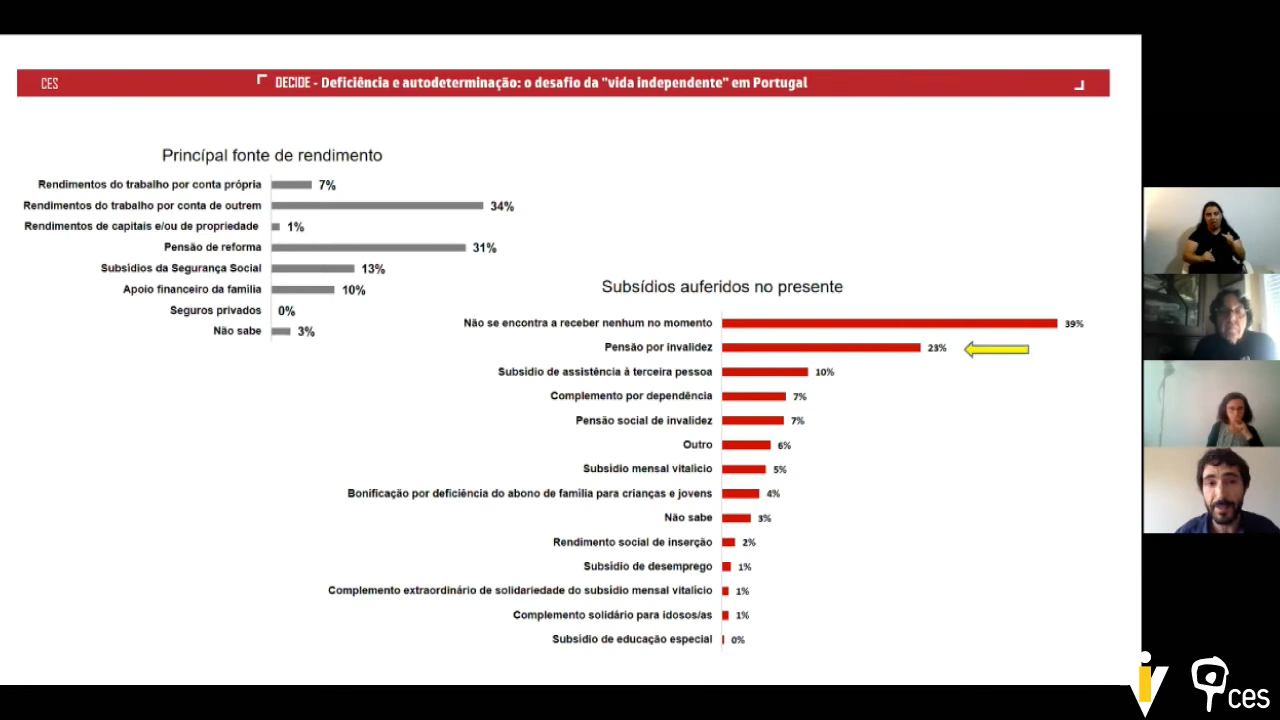 CES
DECIDE - Deficiência e autodeterminação: o desafio da "vida independente" em Portugal
Princípal fonte de rendimento
Rendimentos do trabalho por conta própria 7%
Rendimentos do trabalho por conta de outrem 34%
Rendimentos de capitais e/ou de propriedade 1%
Pensão de reforma 31%
Subsídios da Segurança Social 13%
Apoio financeiro da família 10%
Seguros privados 0%
Não sabe 3%
Subsídios auferidos no presente
Não se encontra a receber nenhum no momento 39%
Pensão por invalidez 23%
Subsídio de assistência à terceira pessoa 10%
Complemento por dependência 7%
Pensão social de invalidez 7%
Outro 6%
Subsídio mensal vitalício 5%
Bonificação por deficiência do abono de família para crianças e jovens 4%
Não sabe 3%
Rendimento social de inserção 2%
Subsídio de desemprego 1%
Complemento extraordinário de solidariedade do subsídio mensal vitalício 1%
Complemento solidário para idosos/as 1%
Subsídio de educação especial 0%
iV
ces